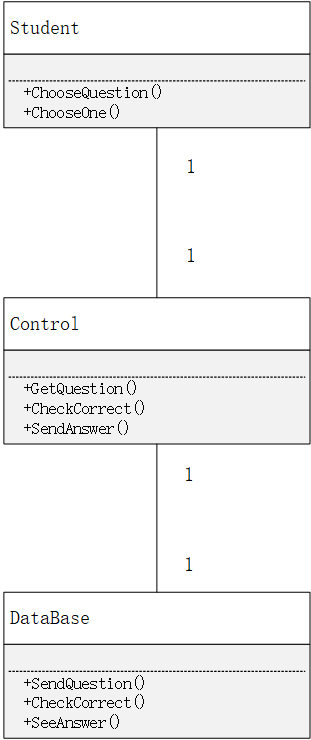 Student
+ChooseQuestion()
+ChooseOne()
1
1
Control
+GetQuestion()
+CheckCorrect()
+SendAnswer()
1
1
DataBase
+SendQuestion()
+CheckCorrect()
+SeeAnswer()